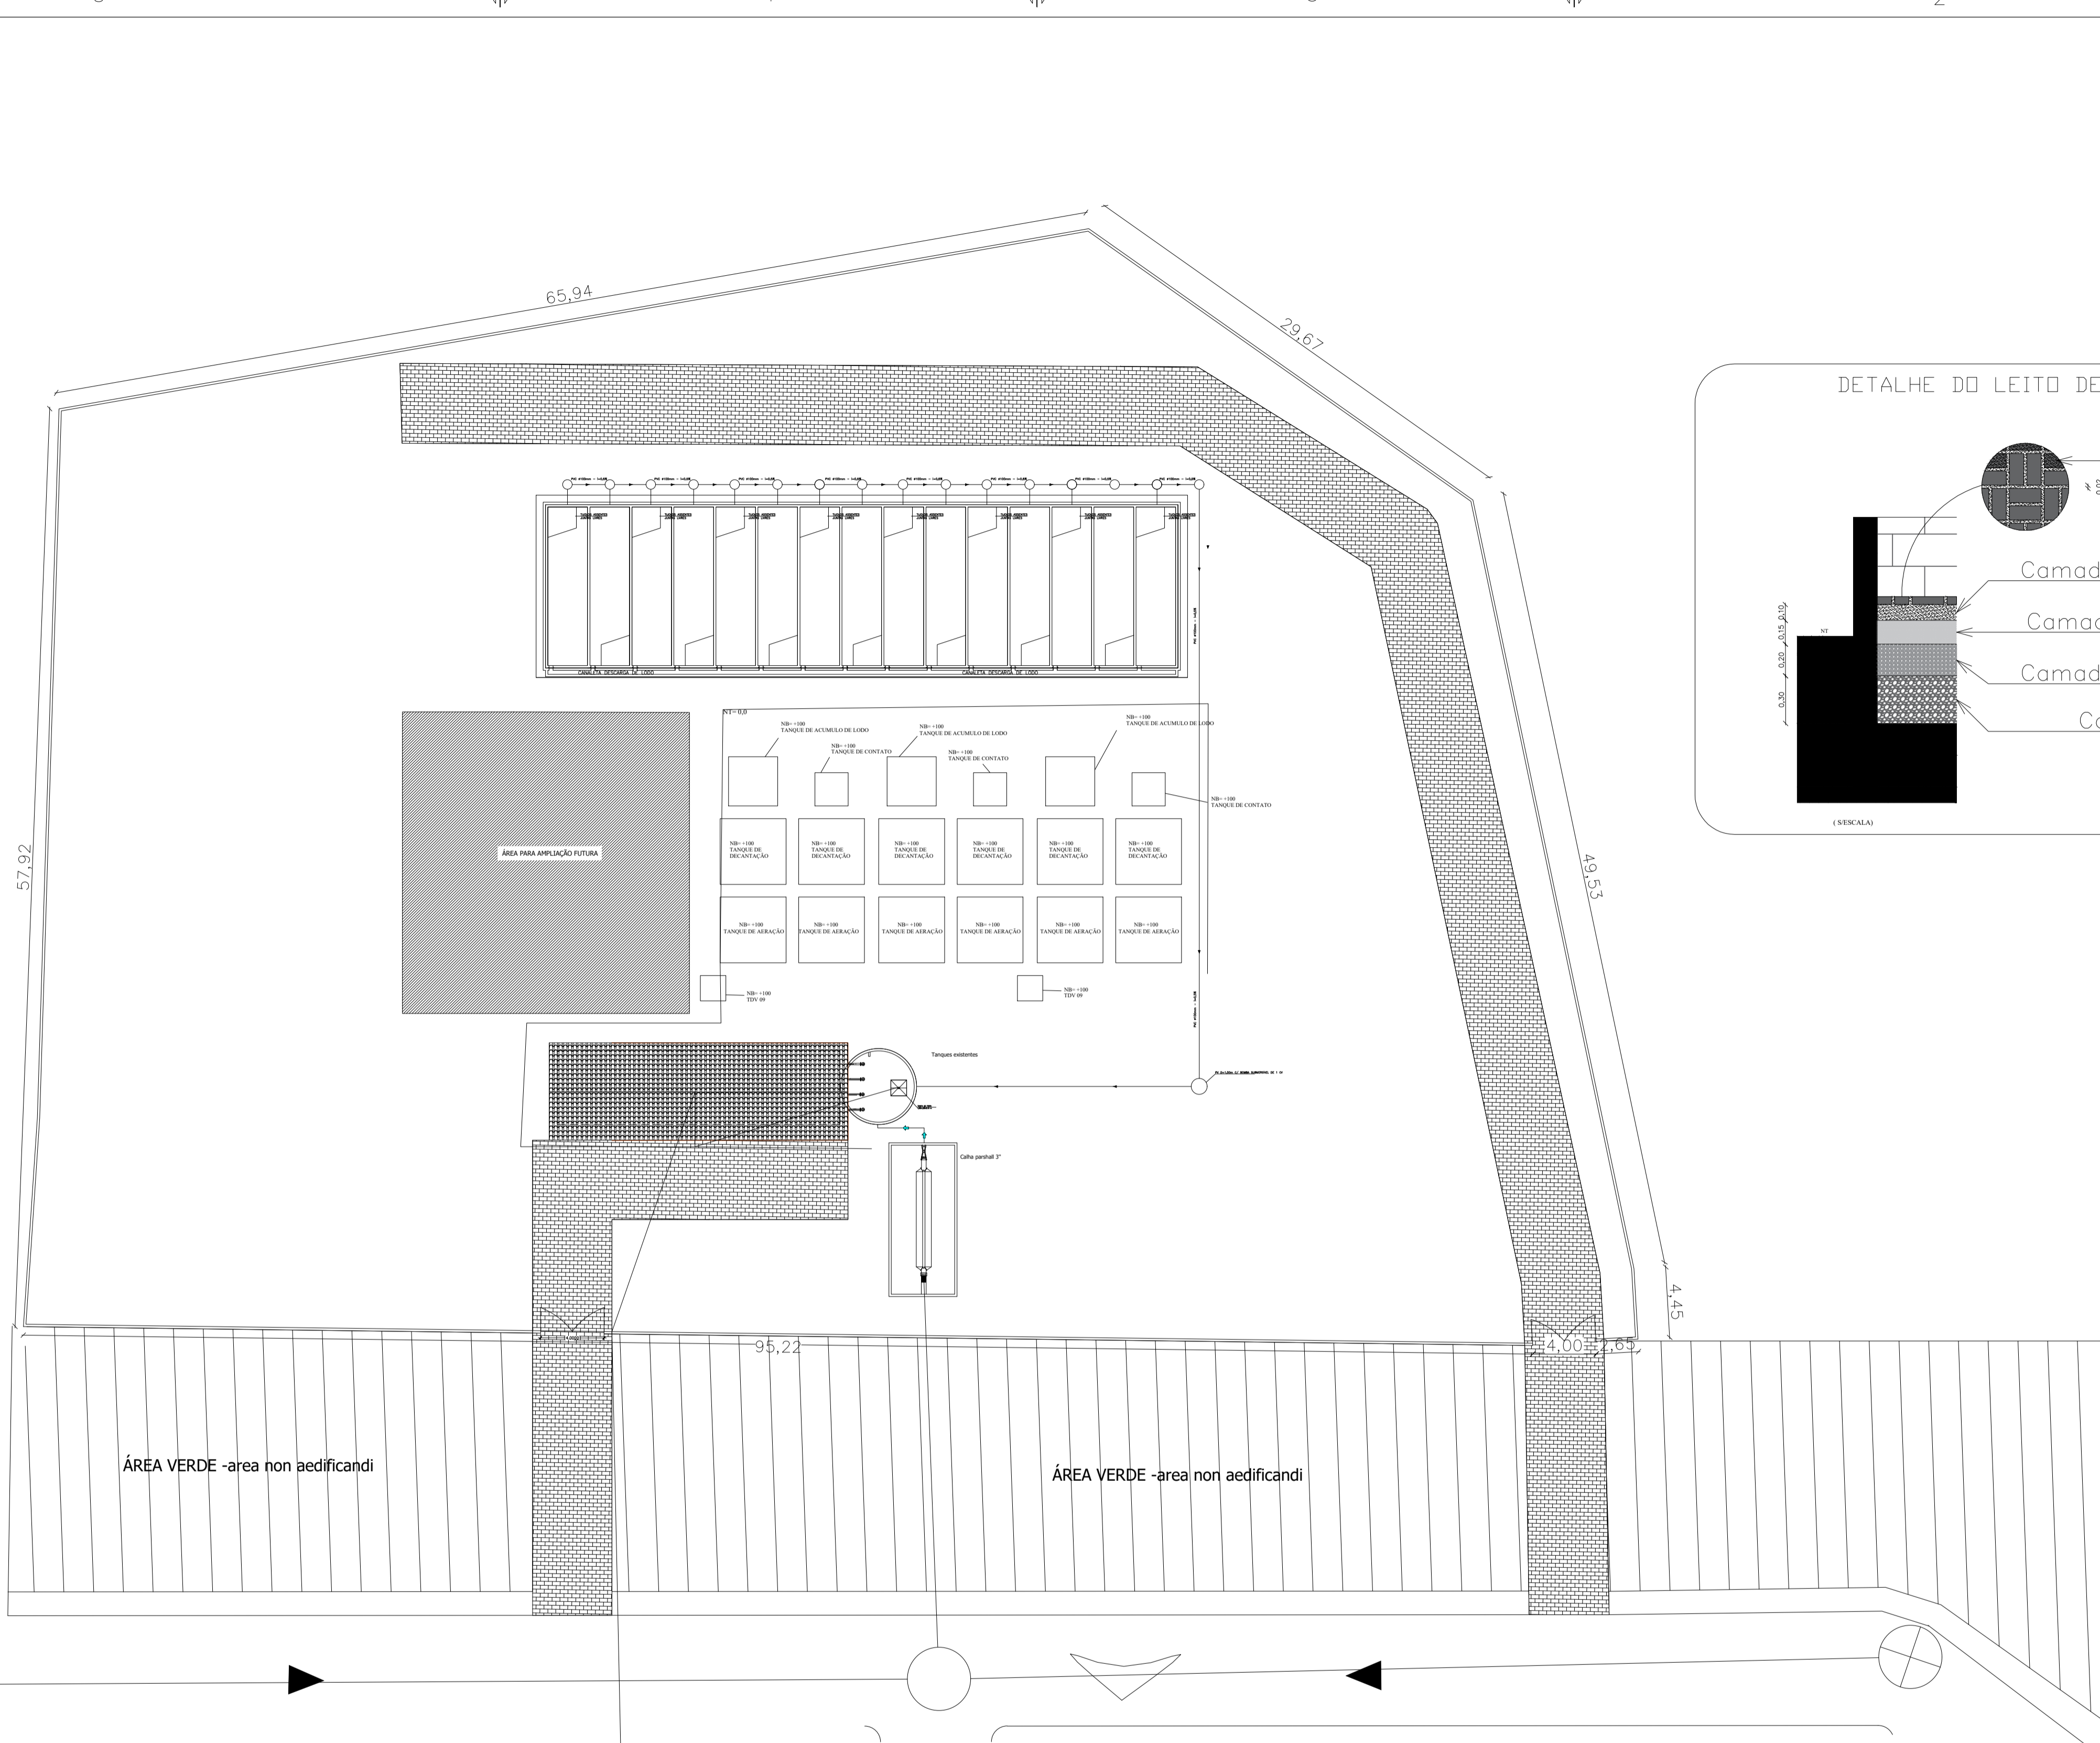 65,94
29,67
DETALHE DO LEITO DE
0,02
Camad
0,10
Camad
0,15
NT
0,20
Camad
0,30
Co
( S/ESCALA)
PVC Ø100mm - i=0,5%
CANALETA DESCARGA DE LODO
CANALETA DESCARGA DE LODO
NT= 0,0
NB= +100
TANQUE DE ACUMULO DE LODO
NB= +100
TANQUE DE ACUMULO DE LODO
NB= +100
TANQUE DE ACUMULO DE LODO
NB= +100
TANQUE DE CONTATO
NB= +100
TANQUE DE CONTATO
NB= +100
TANQUE DE CONTATO
57,92
49,53
ÁREA PARA AMPLIAÇÃO FUTURA
NB= +100
TANQUE DE
DECANTAÇÃO
NB= +100
TANQUE DE
DECANTAÇÃO
NB= +100
TANQUE DE
DECANTAÇÃO
NB= +100
TANQUE DE
DECANTAÇÃO
NB= +100
TANQUE DE
DECANTAÇÃO
NB= +100
TANQUE DE
DECANTAÇÃO
NB= +100
TANQUE DE AERAÇÃO
NB= +100
TANQUE DE AERAÇÃO
NB= +100
TANQUE DE AERAÇÃO
NB= +100
TANQUE DE AERAÇÃO
NB= +100
TANQUE DE AERAÇÃO
NB= +100
TANQUE DE AERAÇÃO
NB= +100
TDV 09
NB= +100
TDV 09
Tanques existentes
Calha parshall 3"
4,45
95,22
4,00
2,65
ÁREA VERDE -area non aedificandi
ÁREA VERDE -area non aedificandi